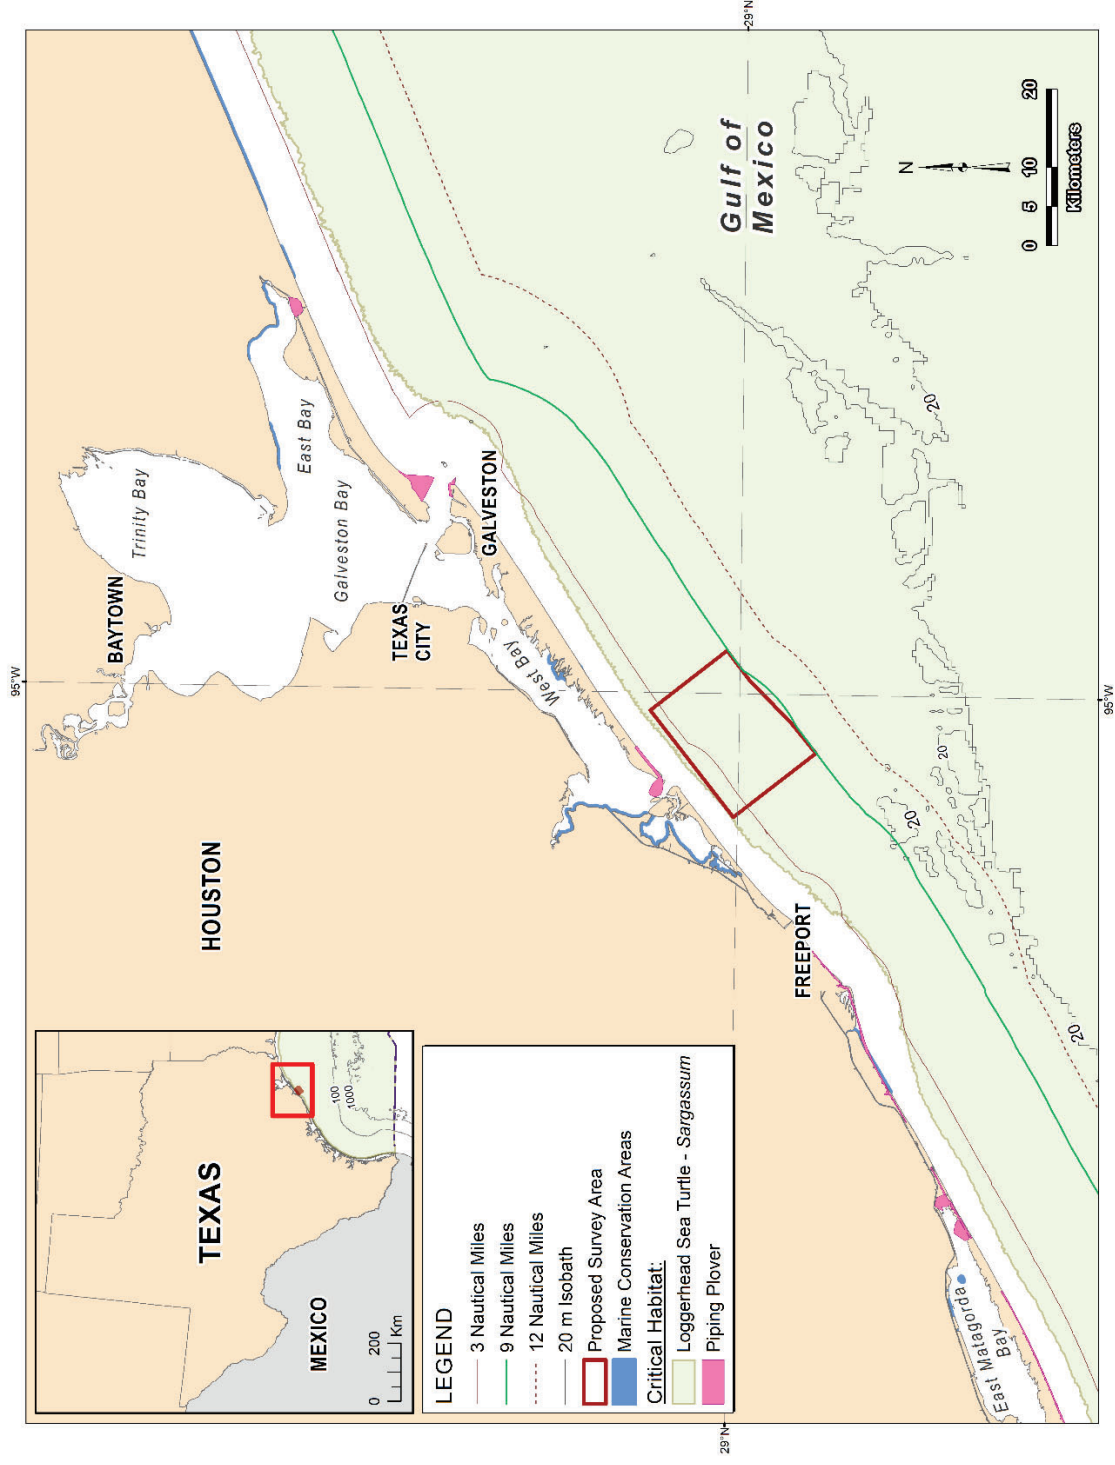 95°W
29°N
BAYTOWN
Trinity Bay
East Bay
Galveston Bay
TEXAS
CITY
GALVESTON
West Bay
HOUSTON
FREEPORT
East Matagorda
Bay
Gulf of
Mexico
N
0 5 10 20
Kilometers
20
20
20
20
95°W
29°N
TEXAS
MEXICO
100
1000
0 200
Km
LEGEND
3 Nautical Miles
9 Nautical Miles
12 Nautical Miles
20 m Isobath
Proposed Survey Area
Marine Conservation Areas
Critical Habitat:
Loggerhead Sea Turtle - Sargassum
Piping Plover